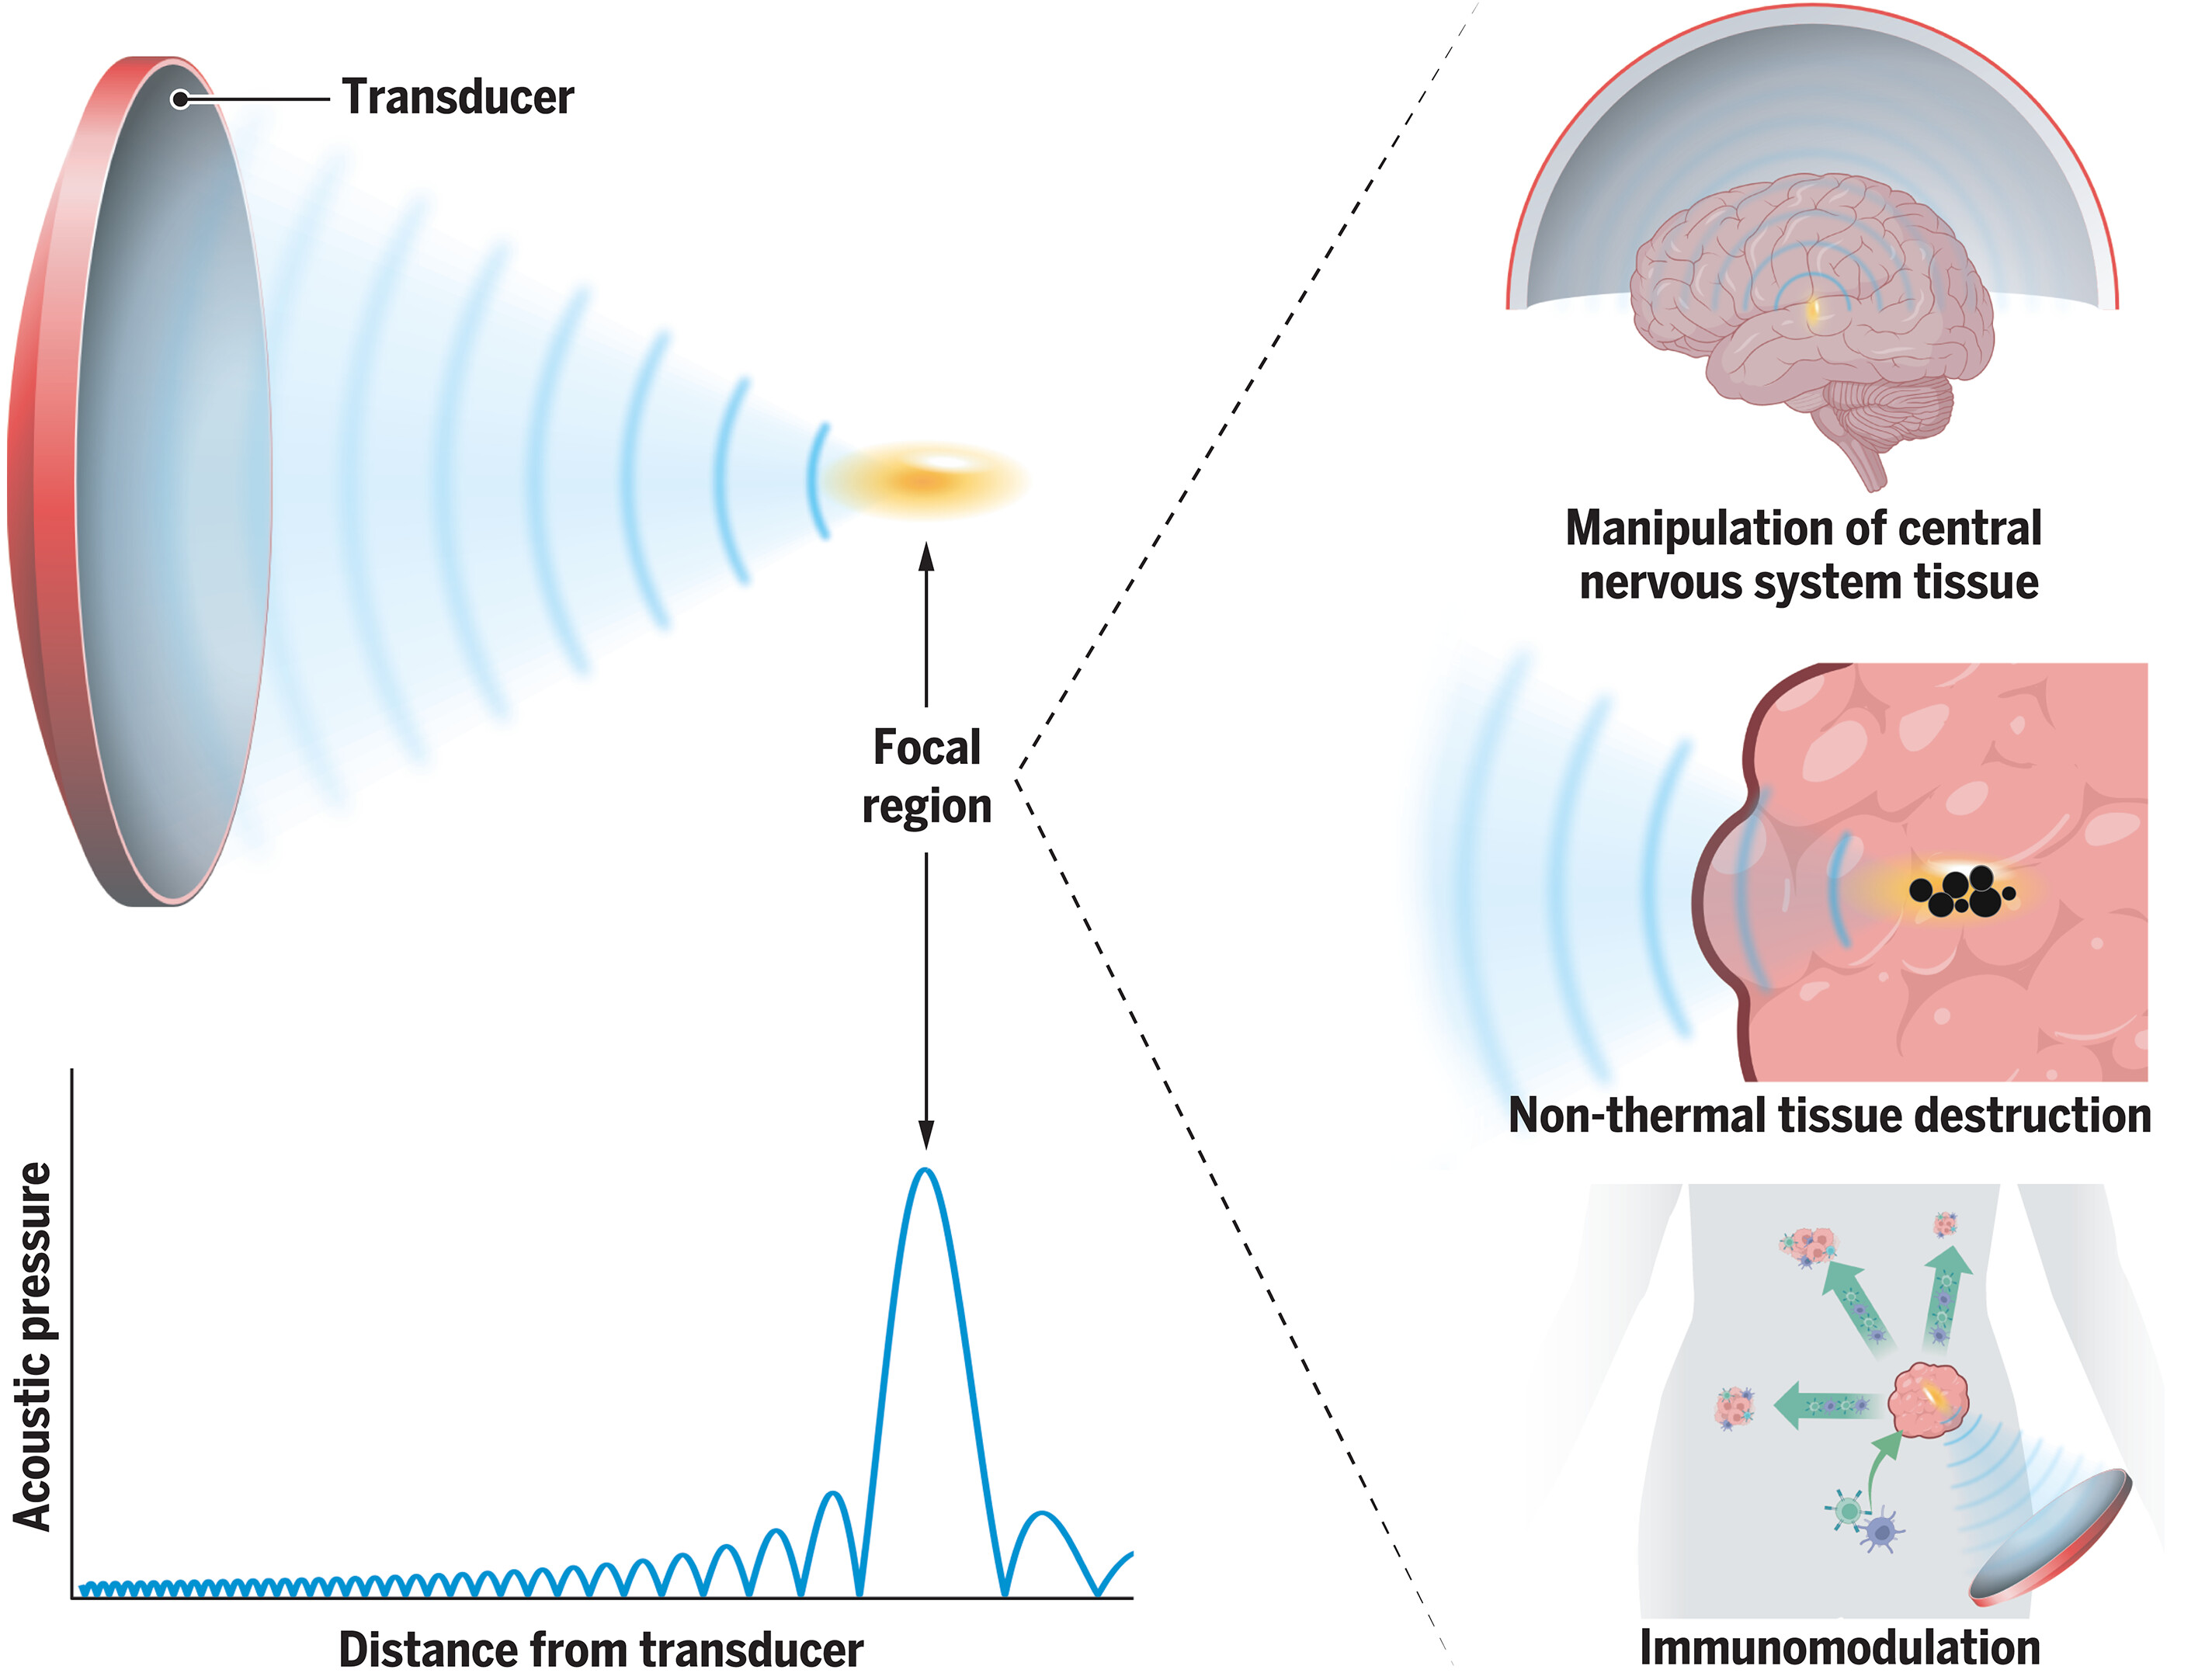 Transducer
Focal
region
Acoustic pressure
Distance from transducer
Manipulation of central
nervous system tissue
Non-thermal tissue destruction
Immunomodulation